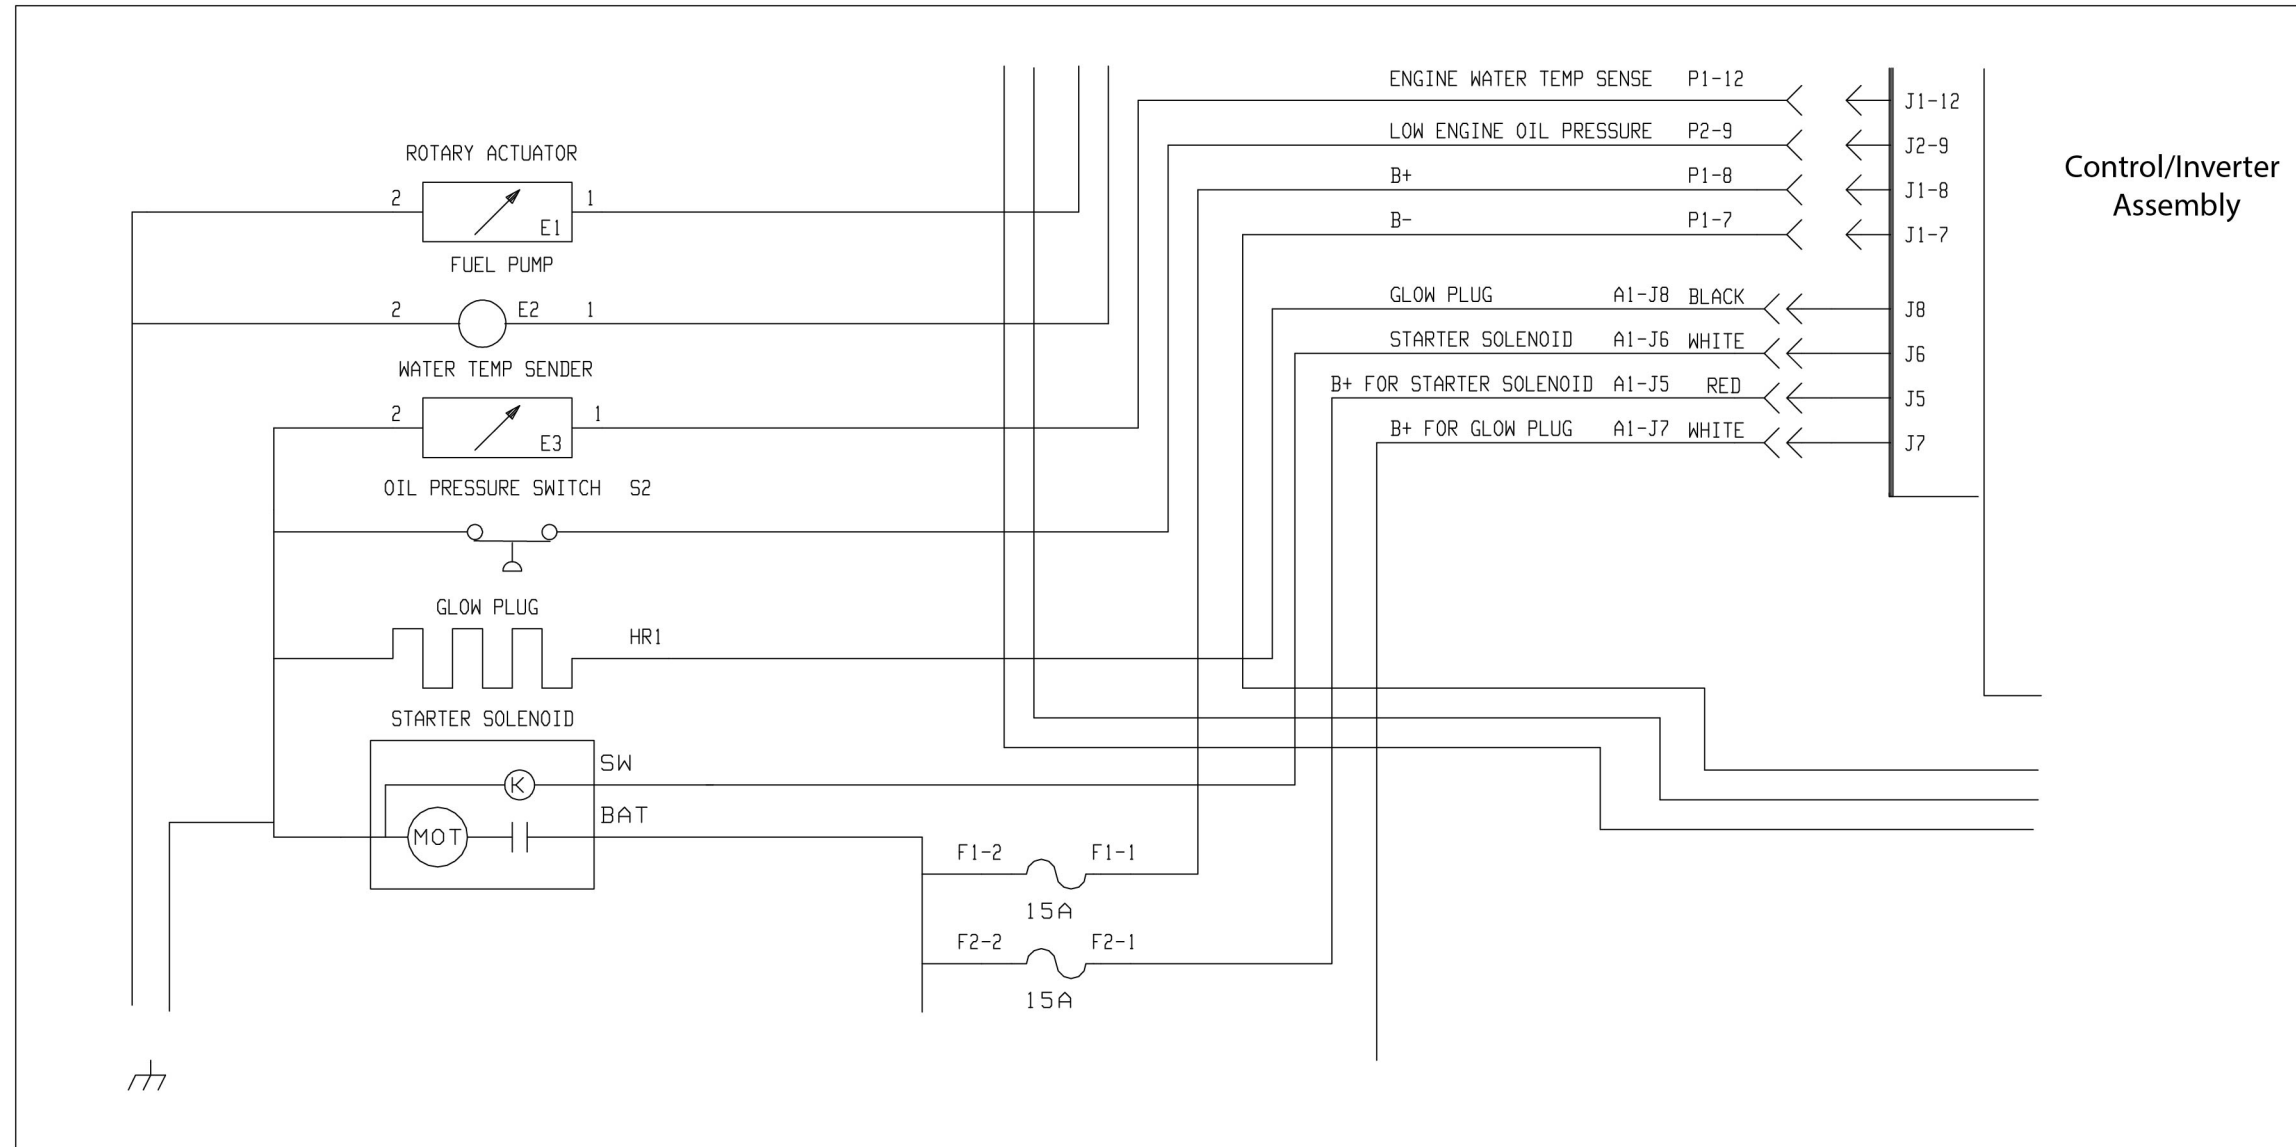 ENGINE WATER TEMP SENSE P1-12
J1-12
LOW ENGINE OIL PRESSURE P2-9
J2-9
B+ P1-8
J1-8
B- P1-7
J1-7
Control/Inverter
Assembly
ROTARY ACTUATOR
2 1
E1
FUEL PUMP
2 E2 1
GLOW PLUG A1-J8 BLACK
J8
STARTER SOLENOID A1-J6 WHITE
J6
B+ FOR STARTER SOLENOID A1-J5 RED
J5
B+ FOR GLOW PLUG A1-J7 WHITE
J7
WATER TEMP SENDER
2 1
E3
OIL PRESSURE SWITCH S2
GLOW PLUG
HR1
STARTER SOLENOID
SW
K
BAT
MOT
F1-2 F1-1
15A
F2-2 F2-1
15A